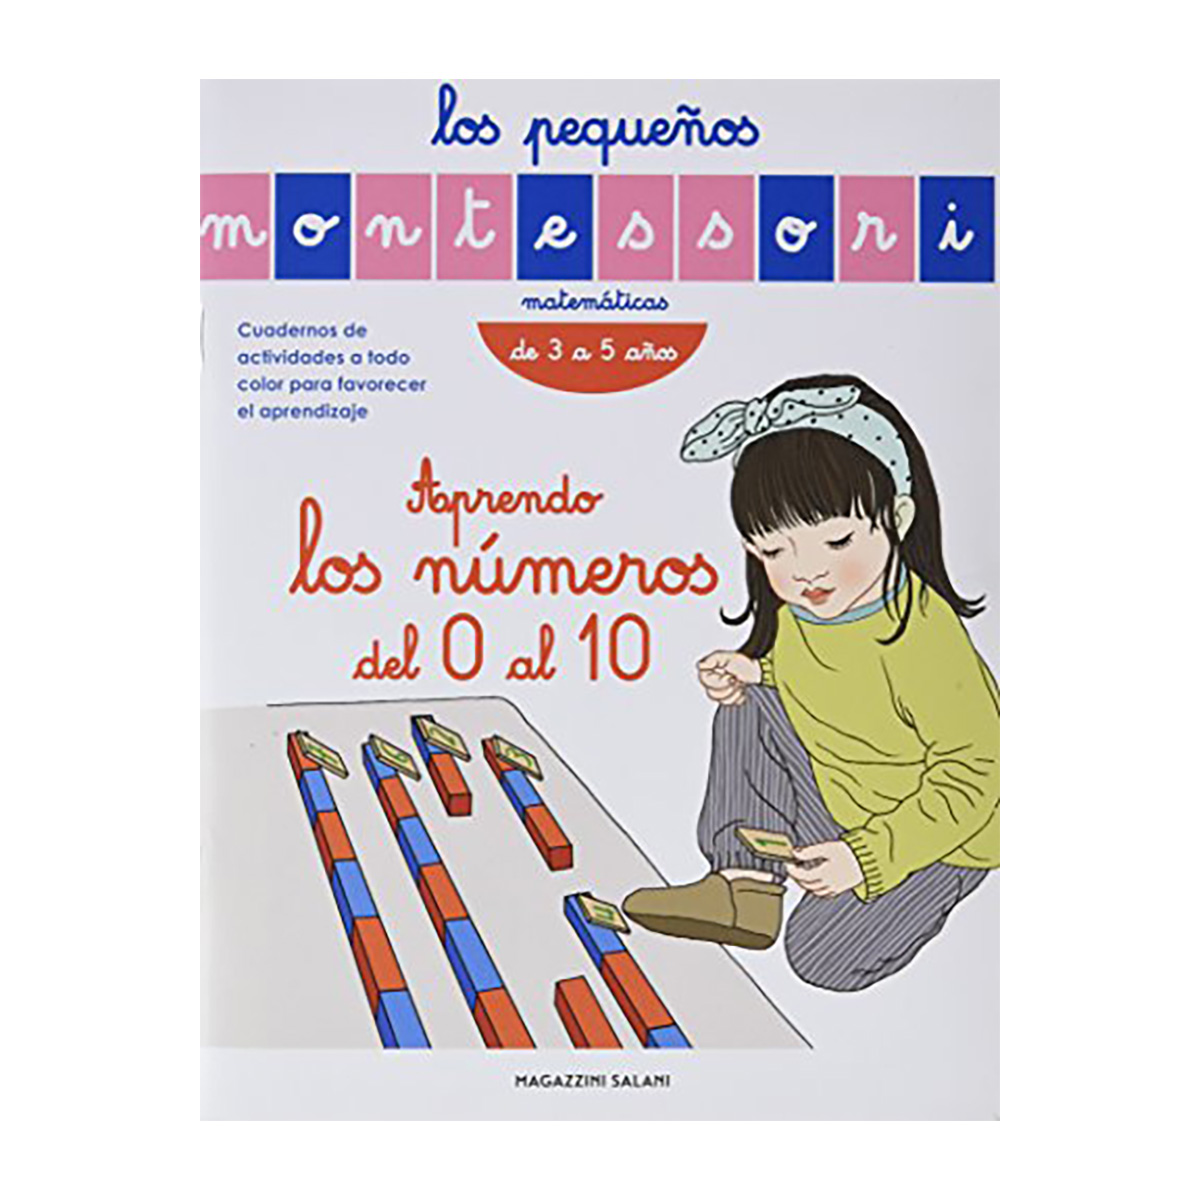 los pequeños
montessori
matemáticas
de 3 a 5 años
Cuadernos de
actividades a todo
color para favorecer
el aprendizaje
Aprendo
los números
del 0 al 10
1
MAGAZZINI SALANI